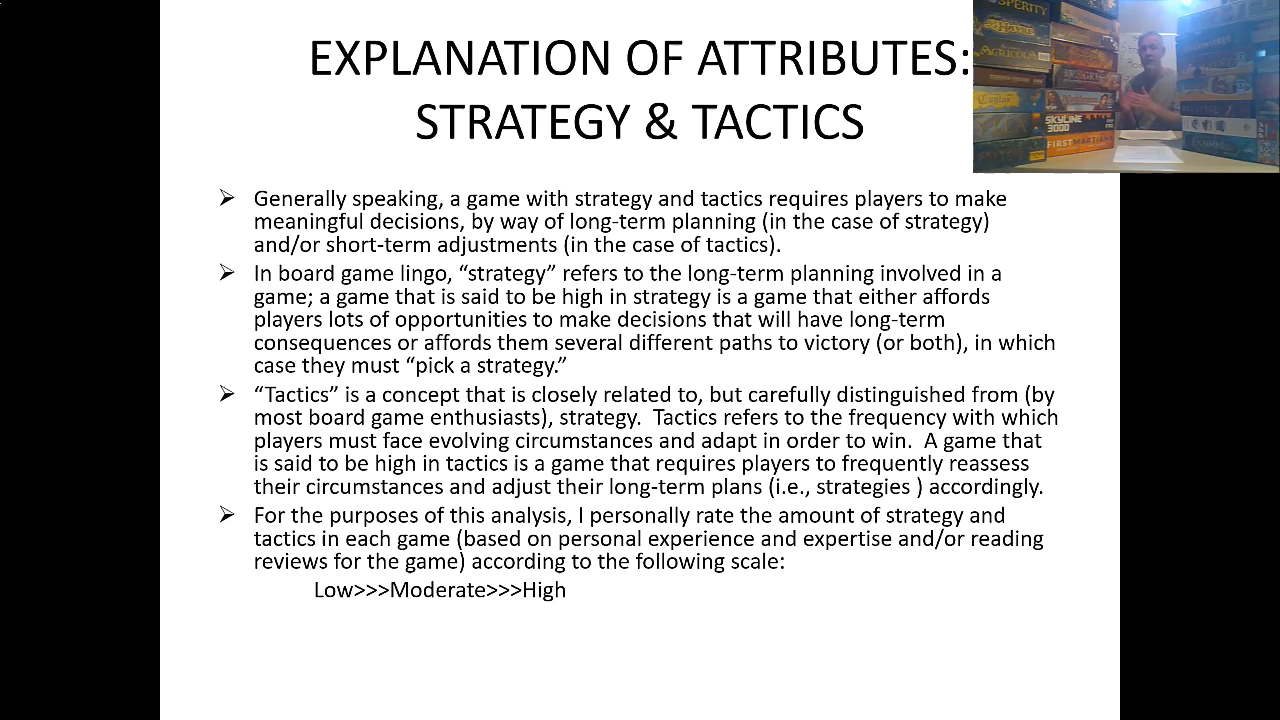 EXPLANATION OF ATTRIBUTES:
STRATEGY & TACTICS
AGRICOLA
SKYLINE
3000
FIRST MARTIANS
➢ Generally speaking, a game with strategy and tactics requires players to make
meaningful decisions, by way of long-term planning (in the case of strategy)
and/or short-term adjustments (in the case of tactics).
➢ In board game lingo, “strategy” refers to the long-term planning involved in a
game; a game that is said to be high in strategy is a game that either affords
players lots of opportunities to make decisions that will have long-term
consequences or affords them several different paths to victory (or both), in which
case they must “pick a strategy.”
➢ “Tactics” is a concept that is closely related to, but carefully distinguished from (by
most board game enthusiasts), strategy.  Tactics refers to the frequency with which
players must face evolving circumstances and adapt in order to win.  A game that
is said to be high in tactics is a game that requires players to frequently reassess
their circumstances and adjust their long-term plans (i.e., strategies ) accordingly.
➢ For the purposes of this analysis, I personally rate the amount of strategy and
tactics in each game (based on personal experience and expertise and/or reading
reviews for the game) according to the following scale:
Low>>>Moderate>>>High